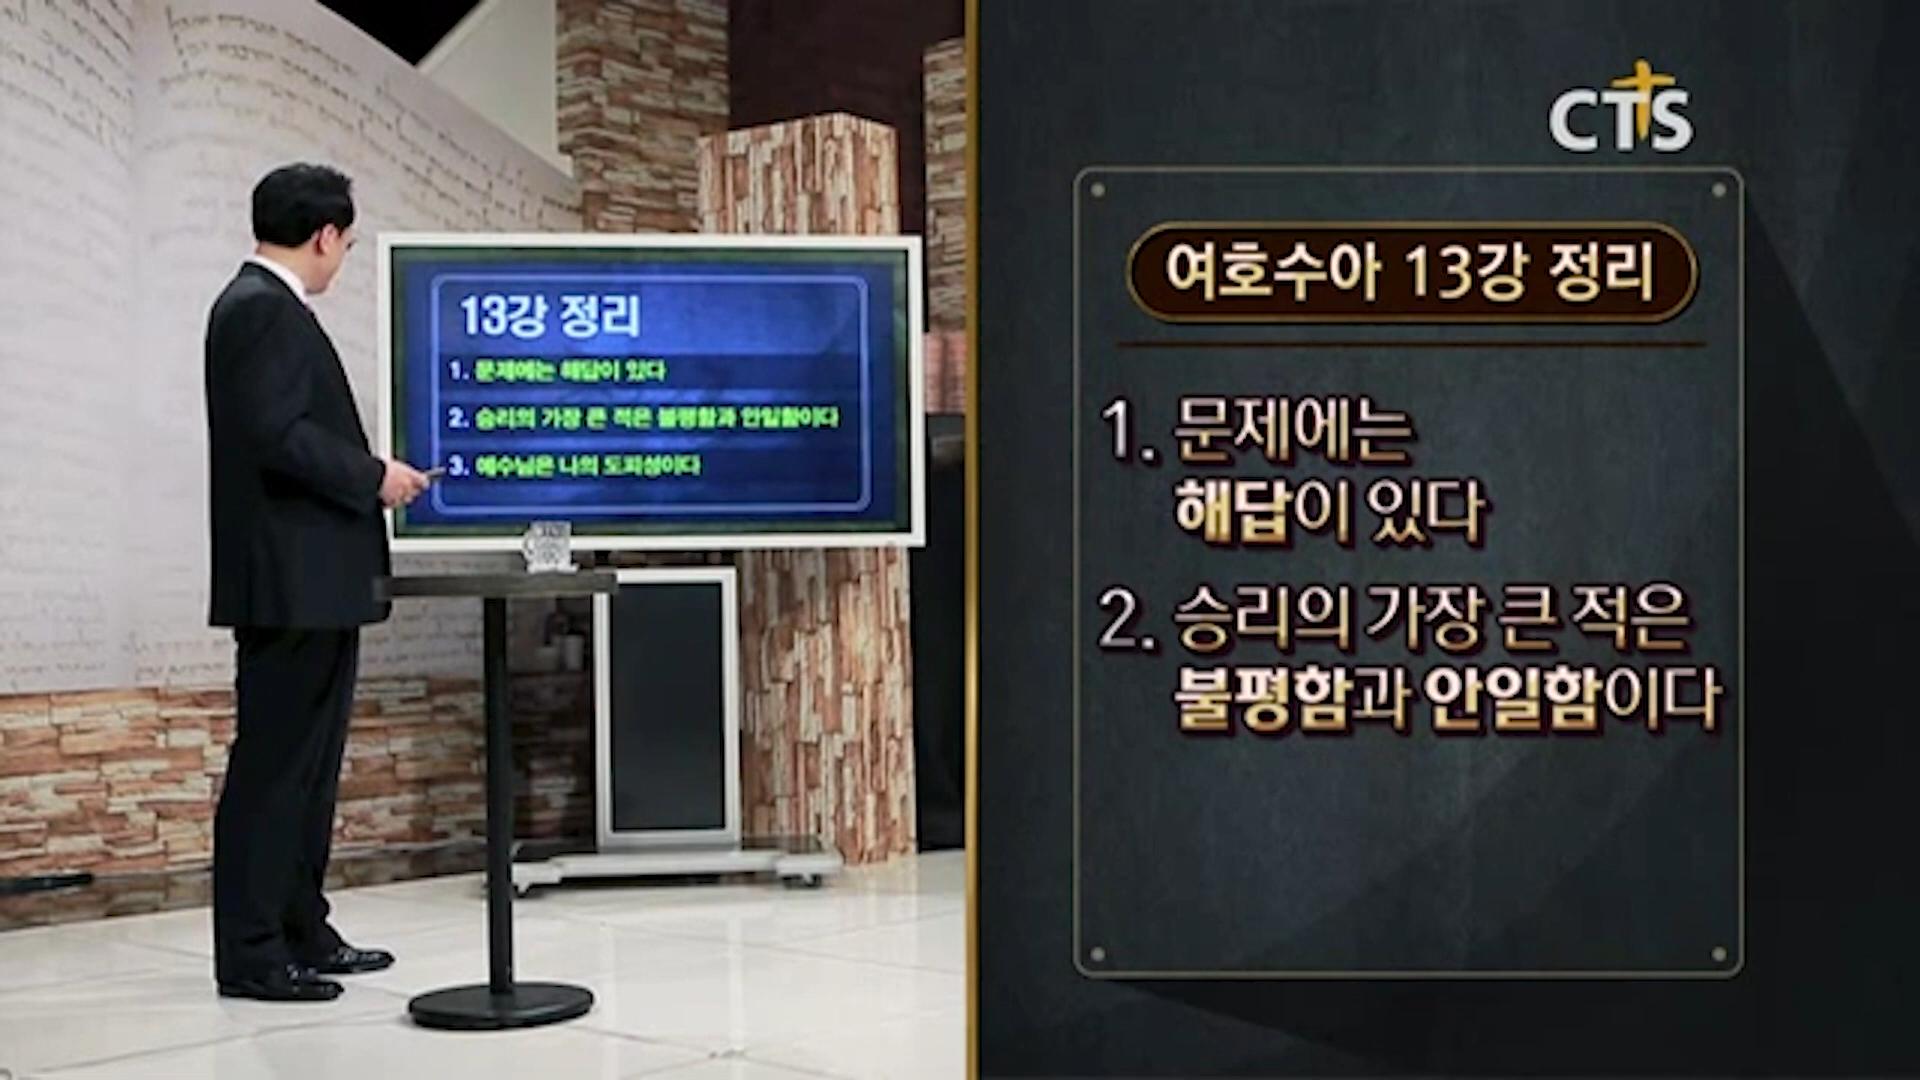 13강 정리
1. 문제에는 해답이 있다
2. 승리의 가장 큰 적은 불평함과 안일함이다
3. 예수님은 나의 도피성이다
CTS
여호수아 13강 정리
1. 문제에는
해답이 있다
2. 승리의 가장 큰 적은
불평함과 안일함이다